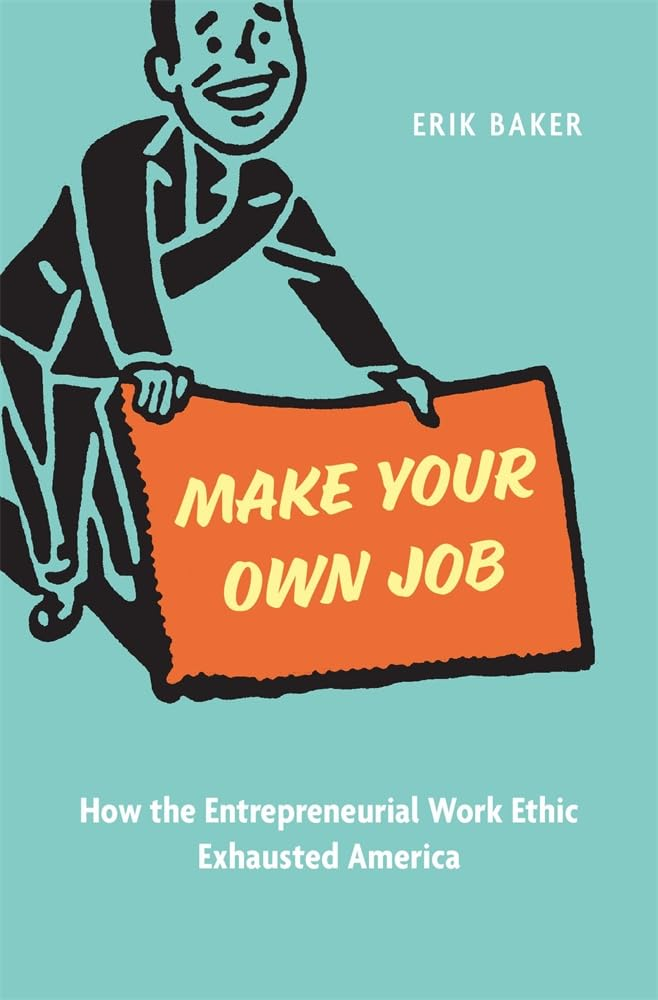 ERIK BAKER
MAKE YOUR
OWN JOB
How the Entrepreneurial Work Ethic
Exhausted America